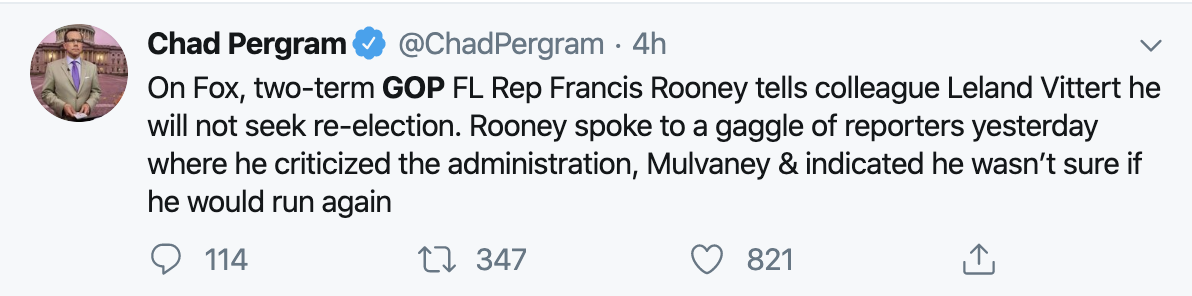 Chad Pergram @ChadPergram · 4h
On Fox, two-term GOP FL Rep Francis Rooney tells colleague Leland Vittert he
will not seek re-election. Rooney spoke to a gaggle of reporters yesterday
where he criticized the administration, Mulvaney & indicated he wasn’t sure if
he would run again
114 347 821